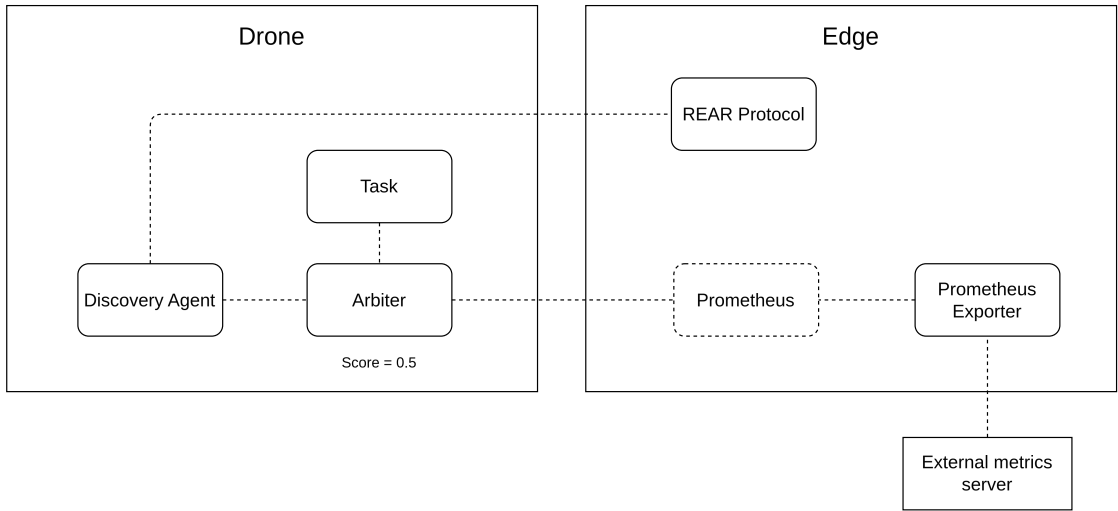 Drone
Edge
REAR Protocol
Task
Discovery Agent
Arbiter
Prometheus
Prometheus
Exporter
Score = 0.5
External metrics
server